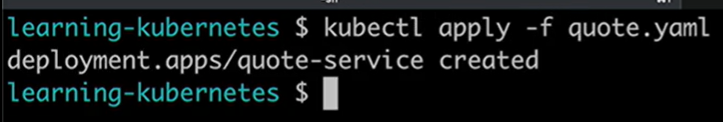 learning-kubernetes $ kubectl apply -f quote.yaml
deployment.apps/quote-service created
learning-kubernetes $